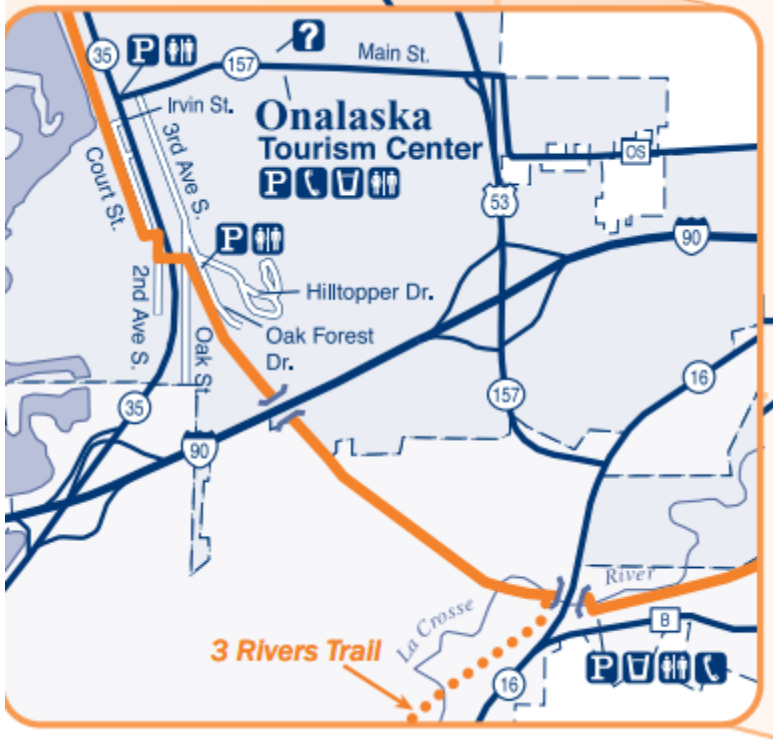 35
P
?
157
Main St.
Irvin St.
Onalaska
Tourism Center
P
3rd Ave S.
Court St.
OS
53
P
90
2nd Ave S.
Hilltopper Dr.
Oak St.
Oak Forest
Dr.
16
157
35
90
River
La Crosse
B
3 Rivers Trail
P
16